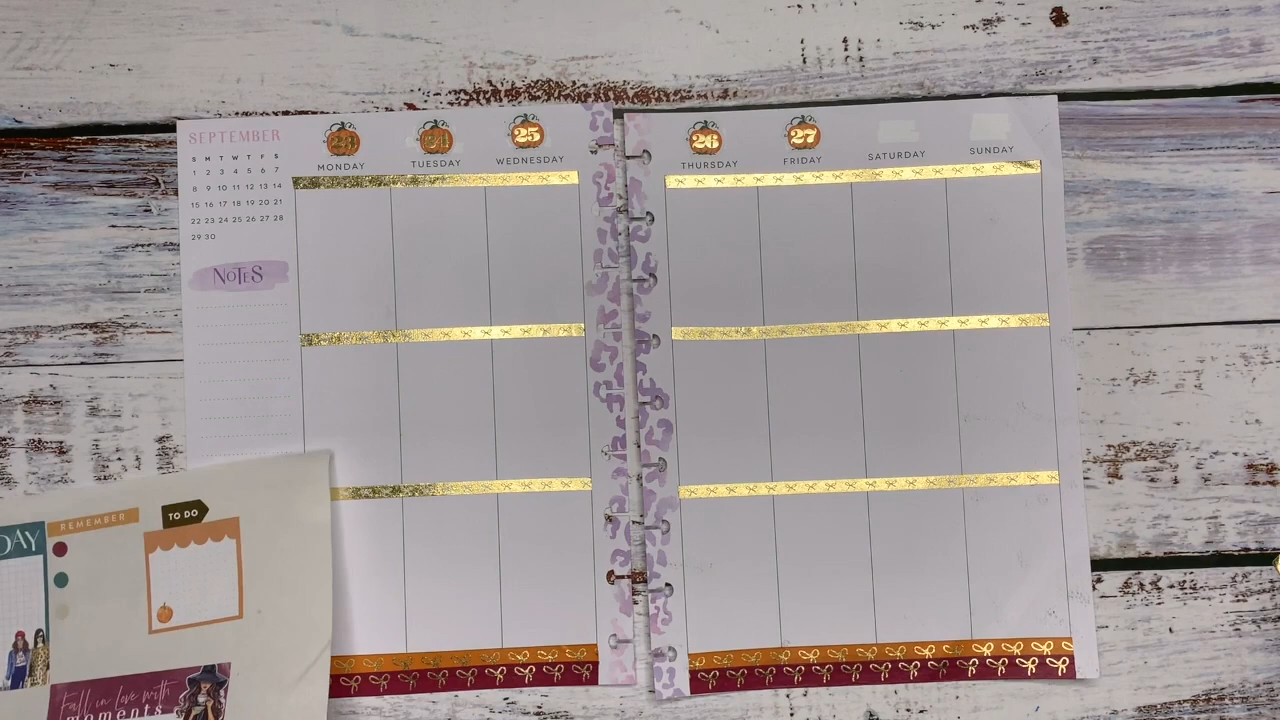 SEPTEMBER
S M T W T F S
1 2 3 4 5 6
8 9 10 11 12 13 14
15 16 17 18 19 20 21
22 23 24 25 26 27 28
29 30
NOTES
23
MONDAY
24
TUESDAY
25
WEDNESDAY
26
THURSDAY
27
FRIDAY
SATURDAY
SUNDAY
DAY
REMEMBER
TO DO
Fall in love with
moments